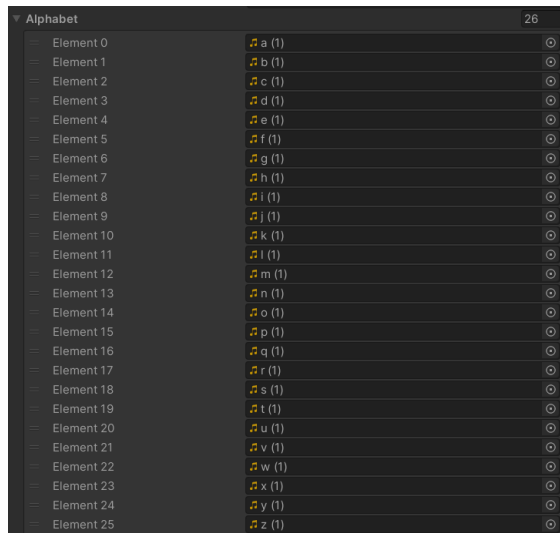 Alphabet 26
Element 0 a (1)
Element 1 b (1)
Element 2 c (1)
Element 3 d (1)
Element 4 e (1)
Element 5 f (1)
Element 6 g (1)
Element 7 h (1)
Element 8 i (1)
Element 9 j (1)
Element 10 k (1)
Element 11 l (1)
Element 12 m (1)
Element 13 n (1)
Element 14 o (1)
Element 15 p (1)
Element 16 q (1)
Element 17 r (1)
Element 18 s (1)
Element 19 t (1)
Element 20 u (1)
Element 21 v (1)
Element 22 w (1)
Element 23 x (1)
Element 24 y (1)
Element 25 z (1)